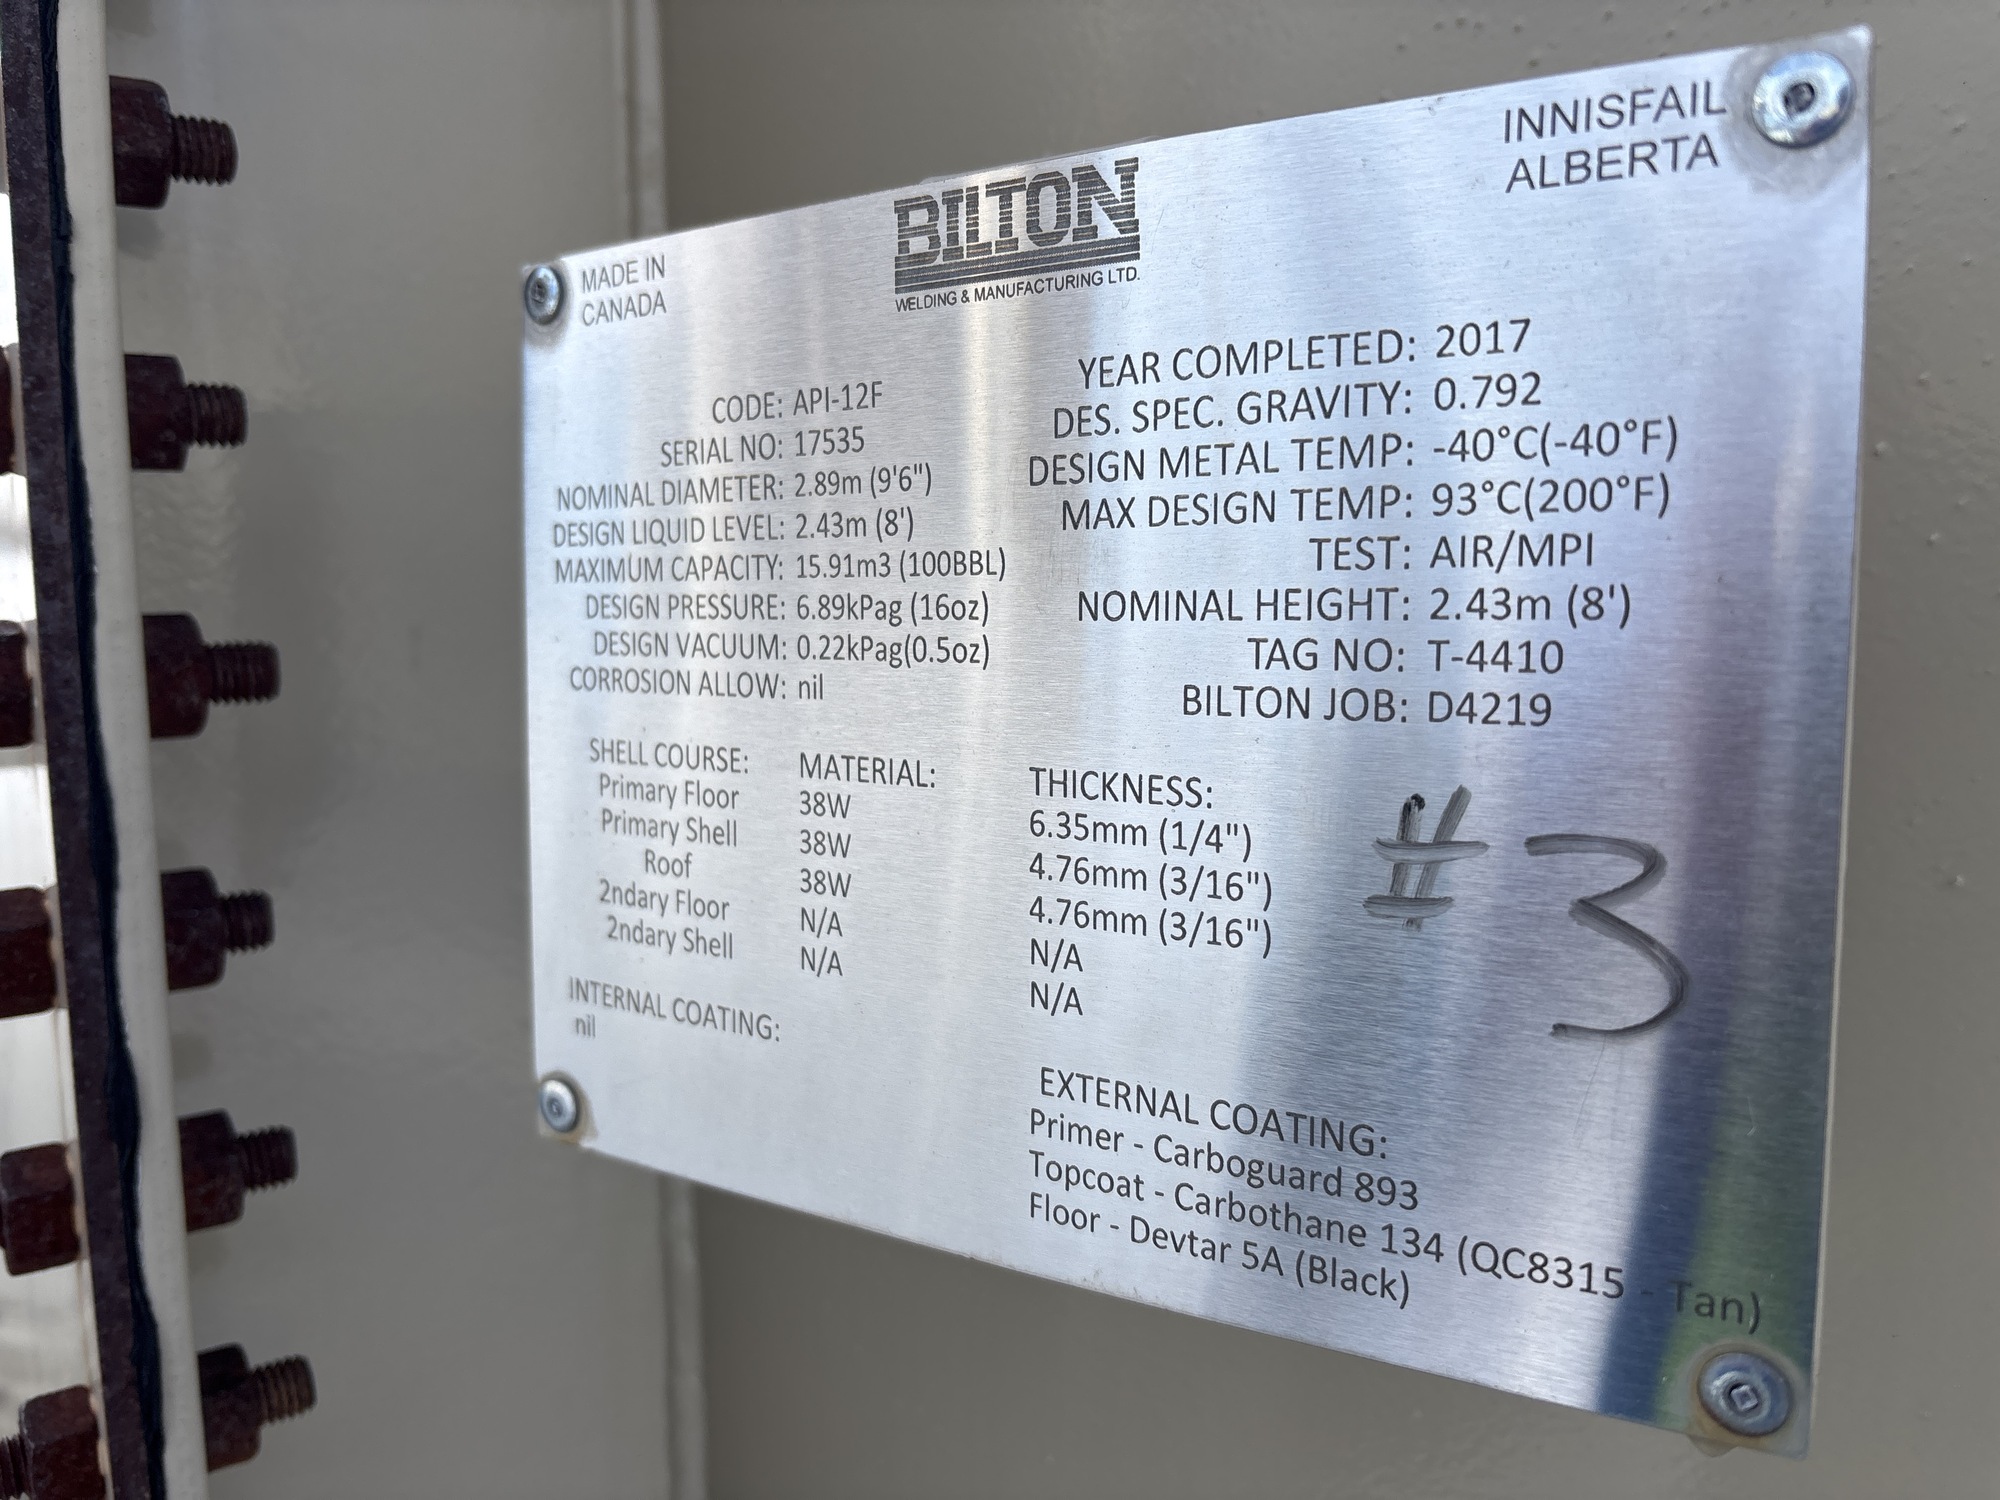 INNISFAIL
ALBERTA
BILTON
WELDING & MANUFACTURING LTD.
MADE IN
CANADA
CODE: API-12F
SERIAL NO: 17535
NOMINAL DIAMETER: 2.89m (9'6")
DESIGN LIQUID LEVEL: 2.43m (8')
MAXIMUM CAPACITY: 15.91m3 (100BBL)
DESIGN PRESSURE: 6.89kPag (16oz)
DESIGN VACUUM: 0.22kPag(0.5oz)
CORROSION ALLOW: nil
YEAR COMPLETED: 2017
DES. SPEC. GRAVITY: 0.792
DESIGN METAL TEMP: -40°C(-40°F)
MAX DESIGN TEMP: 93°C(200°F)
TEST: AIR/MPI
NOMINAL HEIGHT: 2.43m (8')
TAG NO: T-4410
BILTON JOB: D4219
SHELL COURSE: MATERIAL: THICKNESS:
Primary Floor 38W 6.35mm (1/4")
Primary Shell 38W 4.76mm (3/16")
Roof 38W 4.76mm (3/16")
2ndary Floor N/A N/A
2ndary Shell N/A N/A
#3
INTERNAL COATING:
nil
EXTERNAL COATING:
Primer - Carboguard 893
Topcoat - Carbothane 134 (QC8315 - Tan)
Floor - Devtar 5A (Black)